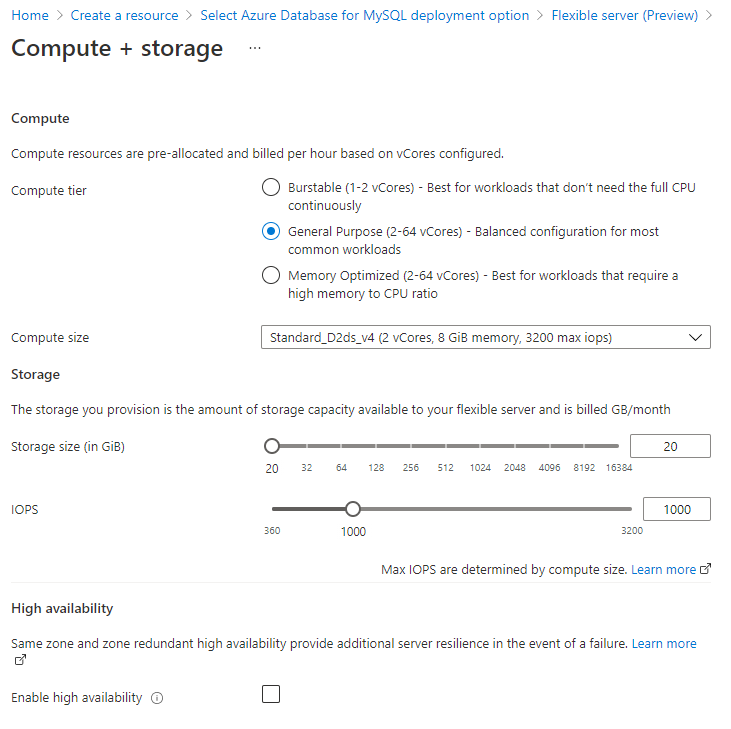 Home > Create a resource > Select Azure Database for MySQL deployment option > Flexible server (Preview) >
Compute + storage ...
Compute
Compute resources are pre-allocated and billed per hour based on vCores configured.
Compute tier
Burstable (1-2 vCores) - Best for workloads that don't need the full CPU
continuously
General Purpose (2-64 vCores) - Balanced configuration for most
common workloads
Memory Optimized (2-64 vCores) - Best for workloads that require a
high memory to CPU ratio
Compute size
Standard_D2ds_v4 (2 vCores, 8 GiB memory, 3200 max iops)
Storage
The storage you provision is the amount of storage capacity available to your flexible server and is billed GB/month
Storage size (in GiB)
20
20 32 64 128 256 512 1024 2048 4096 8192 16384
IOPS
1000
360 1000 3200
Max IOPS are determined by compute size. Learn more
High availability
Same zone and zone redundant high availability provide additional server resilience in the event of a failure. Learn more
Enable high availability